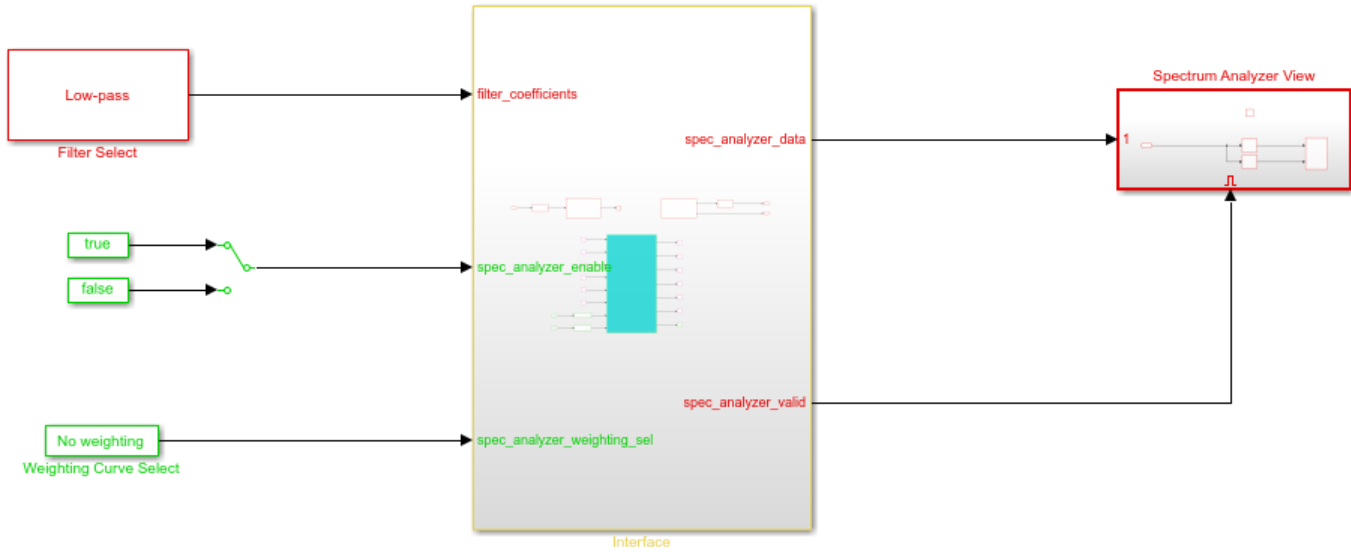 Spectrum Analyzer View
Low-pass
filter_coefficients
Filter Select
spec_analyzer_data
1
true
spec_analyzer_enable
false
spec_analyzer_valid
No weighting
spec_analyzer_weighting_sel
Weighting Curve Select
Interface